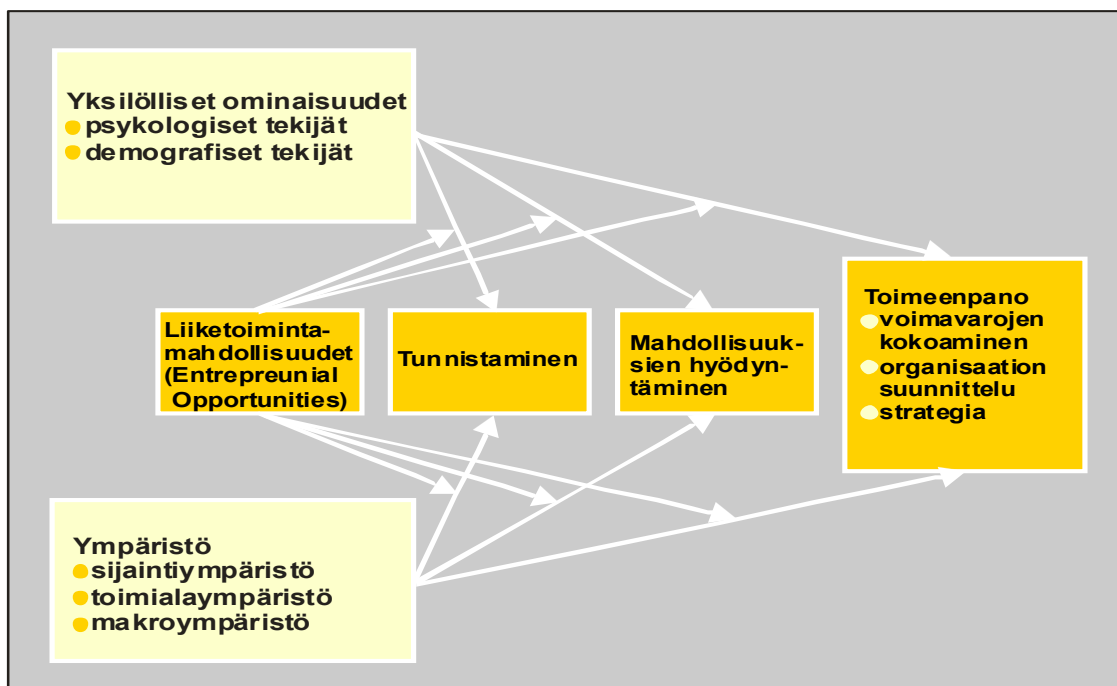 Yksilölliset ominaisuudet
psykologiset tekijät
demografiset tekijät
Liiketoiminta-
mahdollisuudet
(Entrepreunial
Opportunities)
Tunnistaminen
Mahdollisuuk-
sien hyödyn-
täminen
Toimeenpano
voimavarojen
kokoaminen
organisaation
suunnittelu
strategia
Ympäristö
sijaintiympäristö
toimialaympäristö
makroympäristö